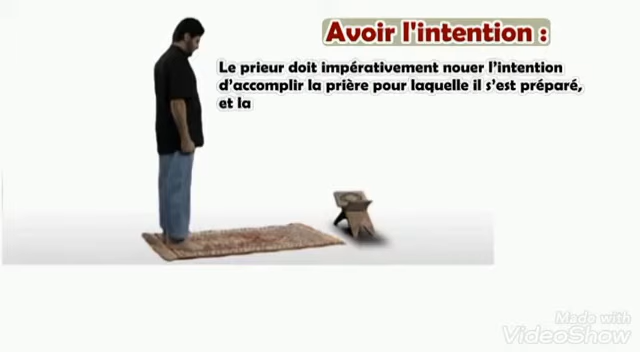 Avoir l'intention :
Le prieur doit impérativement nouer l'intention
d'accomplir la prière pour laquelle il s'est préparé,
et la
Made with
VideoShow